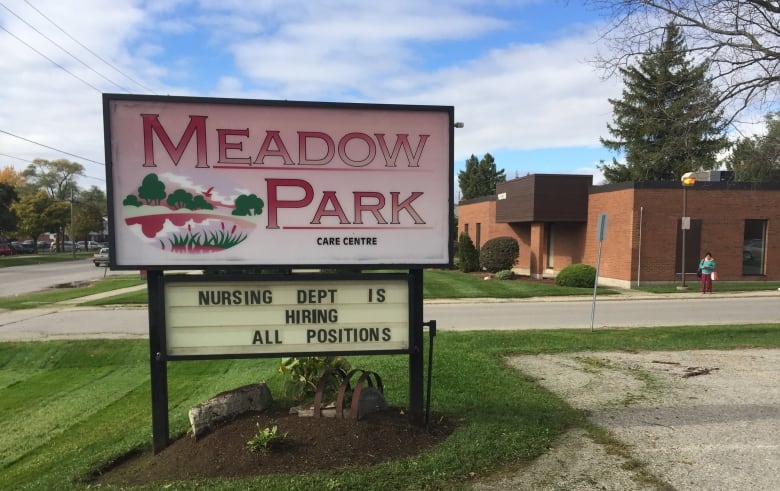 MEADOW
PARK
CARE CENTRE
NURSING DEPT IS
HIRING
ALL POSITIONS